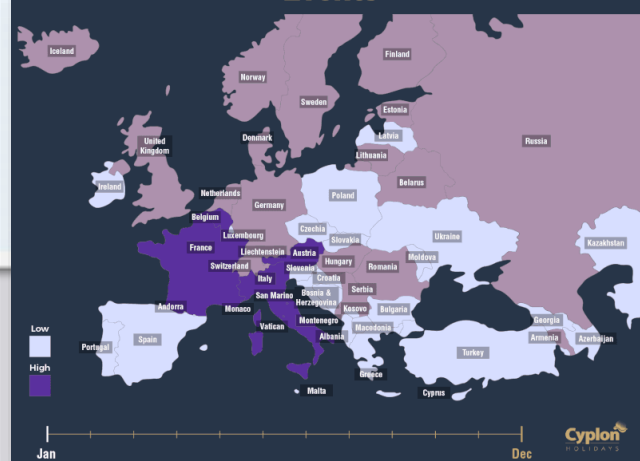 Iceland
Finland
Norway
Sweden
Estonia
Russia
Denmark
Latvia
United
Kingdom
Lithuania
Belarus
Ireland
Netherlands
Poland
Germany
Belgium
Luxembourg
Czechia
Ukraine
Slovakia
Kazakhstan
France
Liechtenstein
Austria
Moldova
Switzerland
Slovenia
Hungary
Romania
Italy
Croatia
San Marino
Bosnia &
Herzegovina
Serbia
Andorra
Monaco
Kosovo
Bulgaria
Vatican
Montenegro
Macedonia
Georgia
Low
Portugal
Spain
Albania
Armenia
Azerbaijan
Turkey
High
Greece
Malta
Cyprus
Jan
Dec
Cyplon
HOLIDAYS